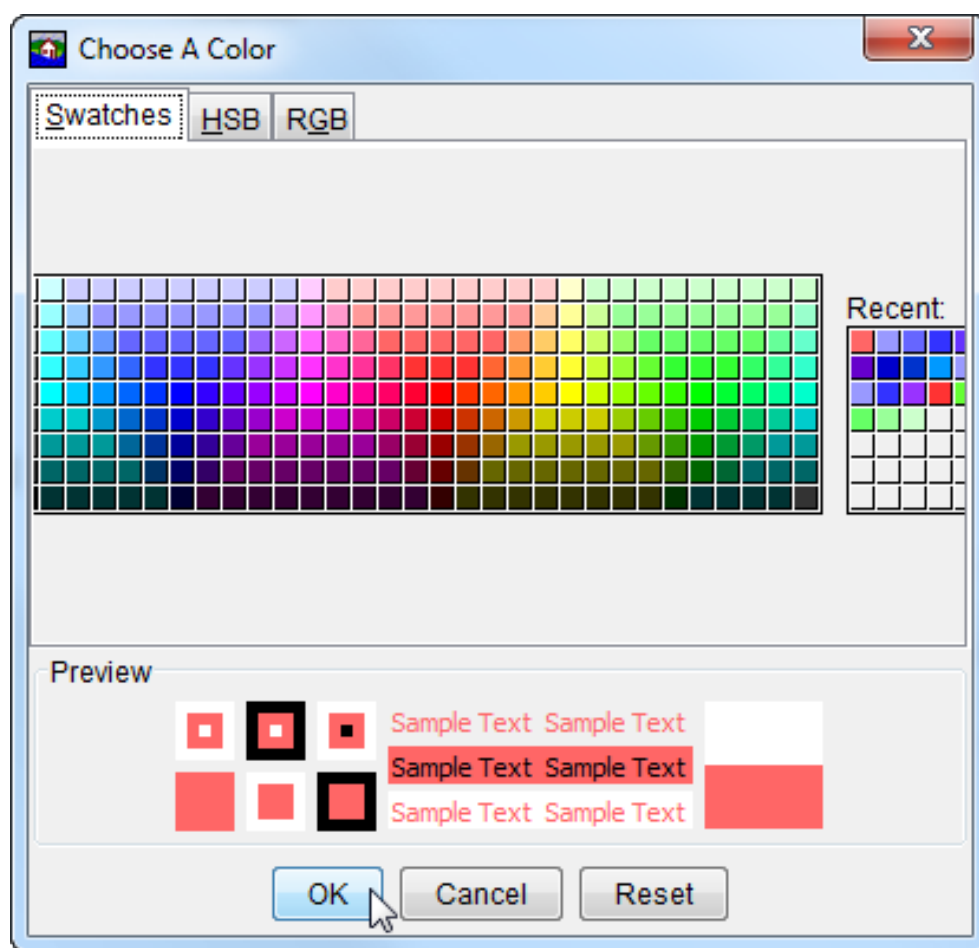 Choose A Color
Swatches HSB RGB
Recent:
Preview
Sample Text Sample Text
Sample Text Sample Text
Sample Text Sample Text
OK Cancel Reset